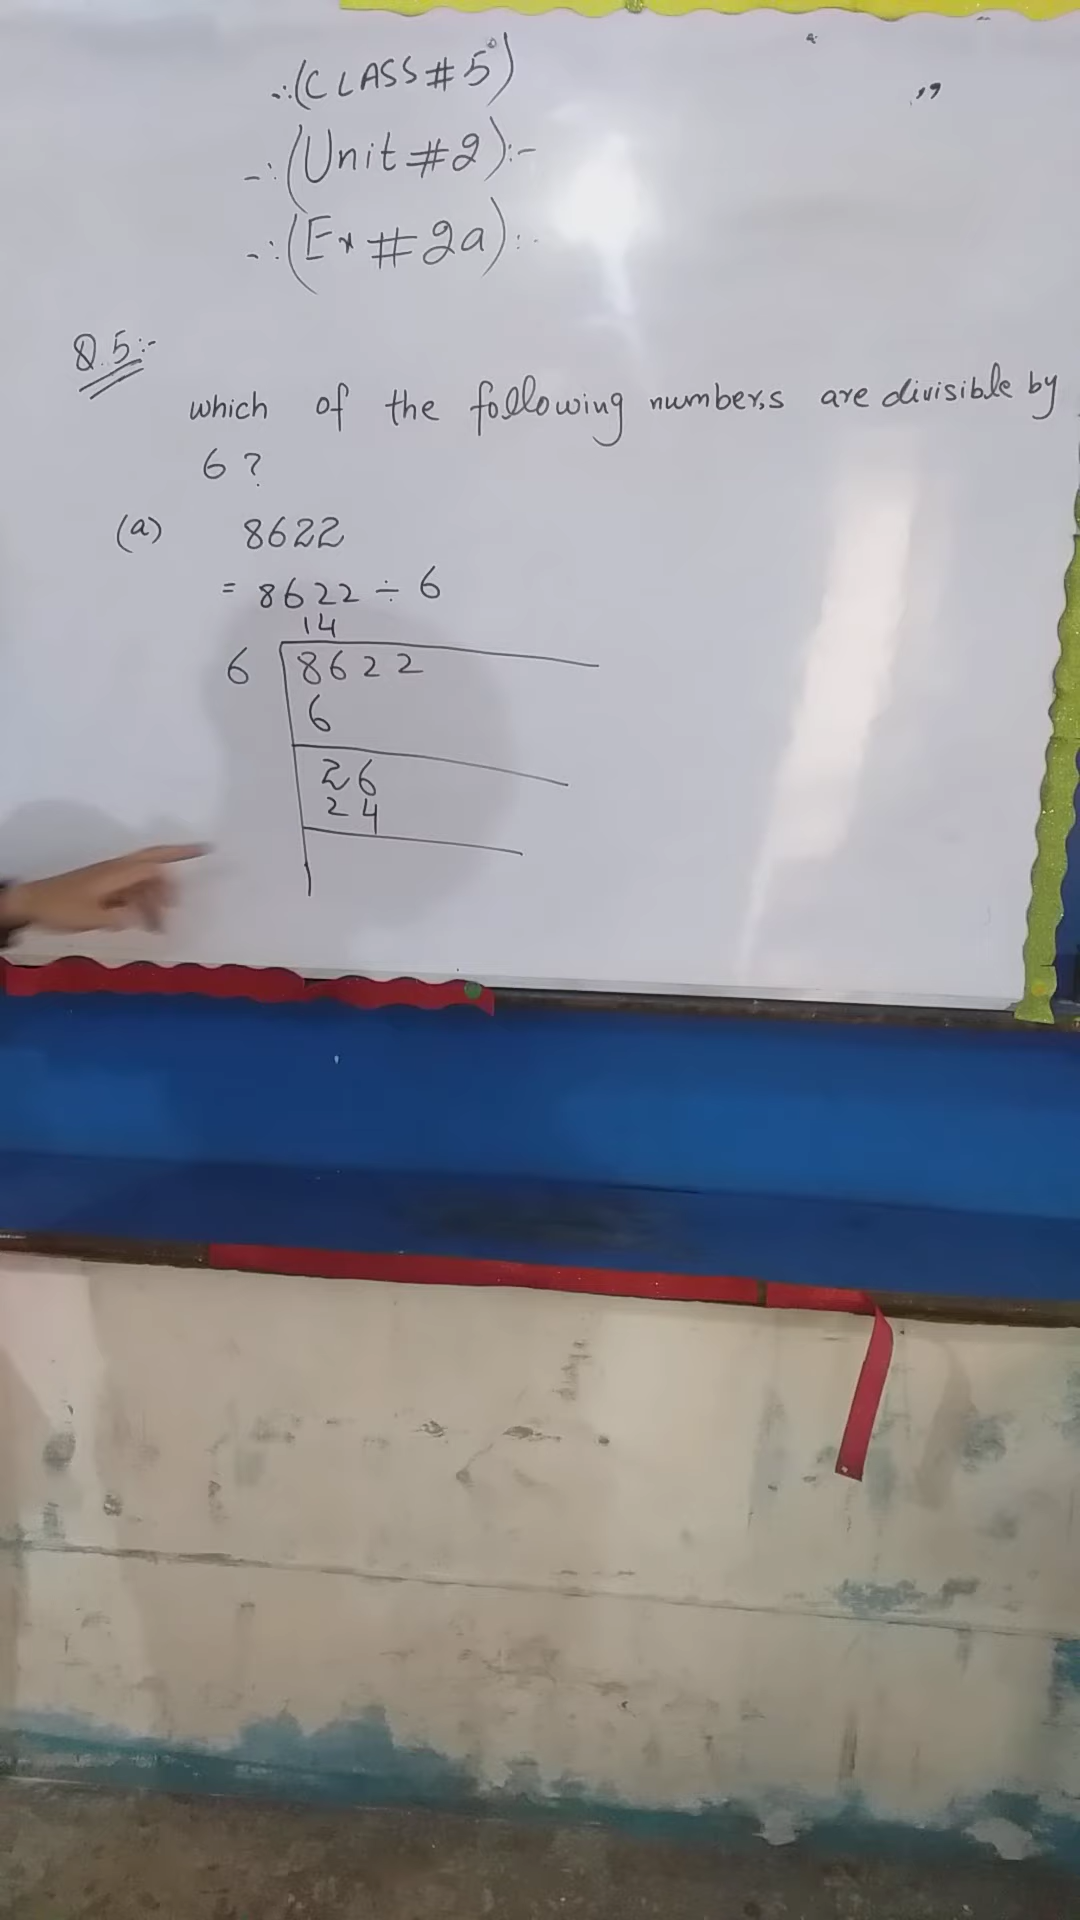 .:(CLASS # 5)
-:(Unit # 2):-
-:(Ex # 2a):-
Q.5:-
which of the following numbers are divisible by
6 ?
(a) 8622
= 8622 ÷ 6
14
6 8622
6
26
24